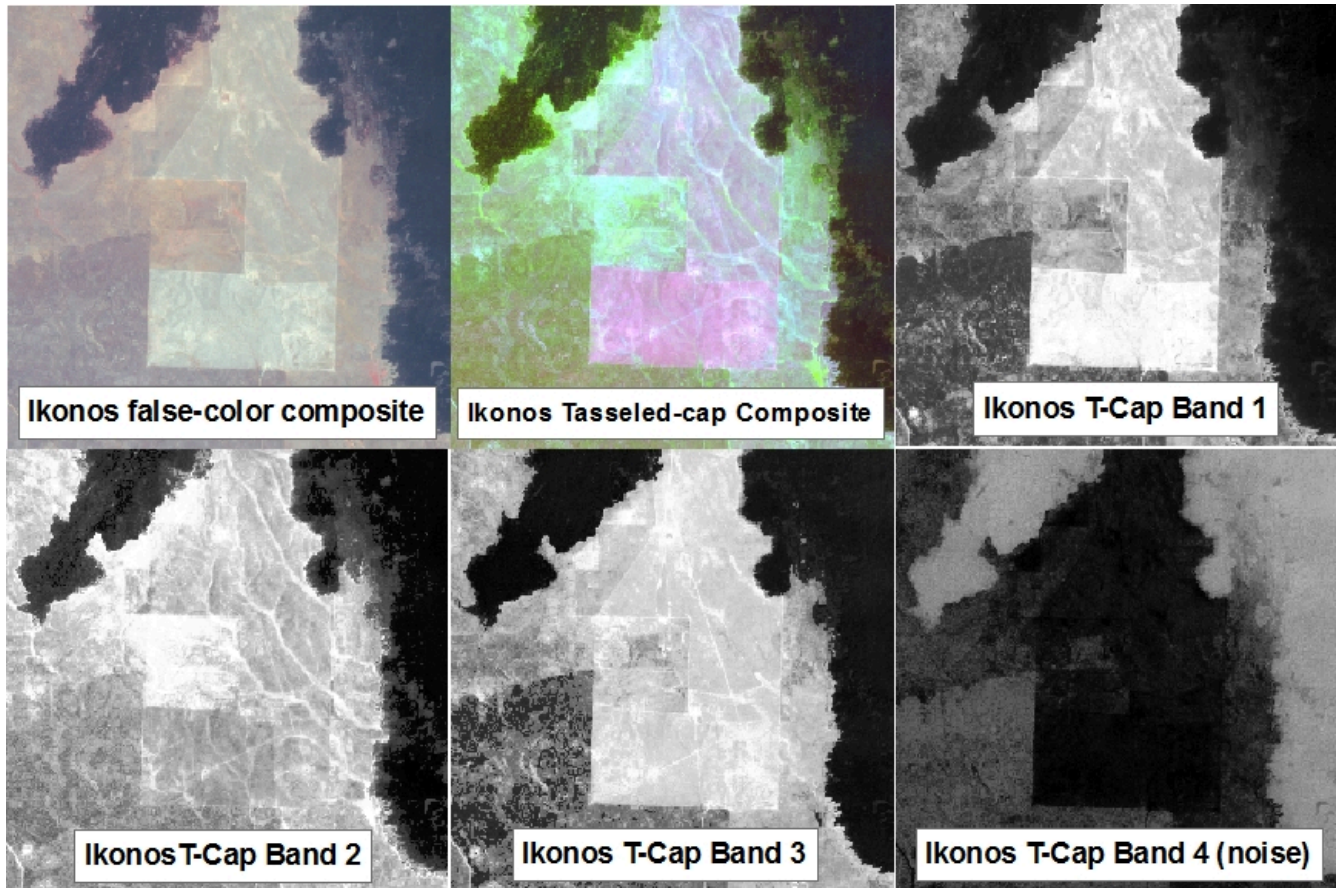 Ikonos false-color composite
Ikonos Tasseled-cap Composite
Ikonos T-Cap Band 1
IkonosT-Cap Band 2
Ikonos T-Cap Band 3
Ikonos T-Cap Band 4 (noise)